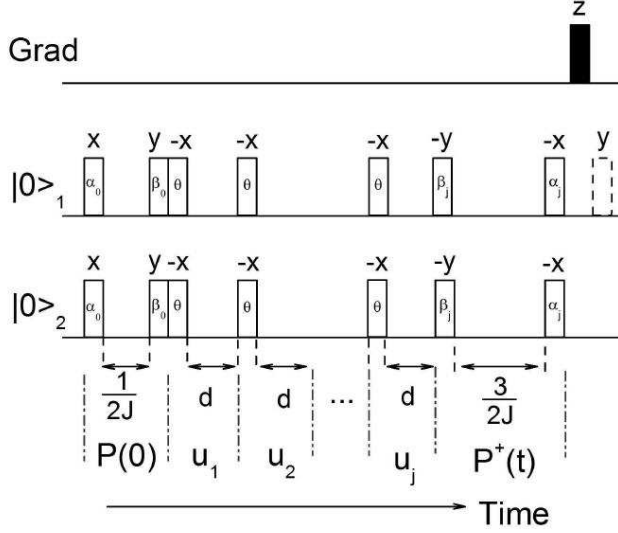 z
Grad
x y -x -x -x -y -x y
|0>₁ α₀ β₀ θ θ θ βⱼ αⱼ
x y -x -x -x -y -x
|0>₂ α₀ β₀ θ θ θ βⱼ αⱼ
1/2J d d ... d 3/2J
P(0) u₁ u₂ uⱼ P⁺(t)
Time